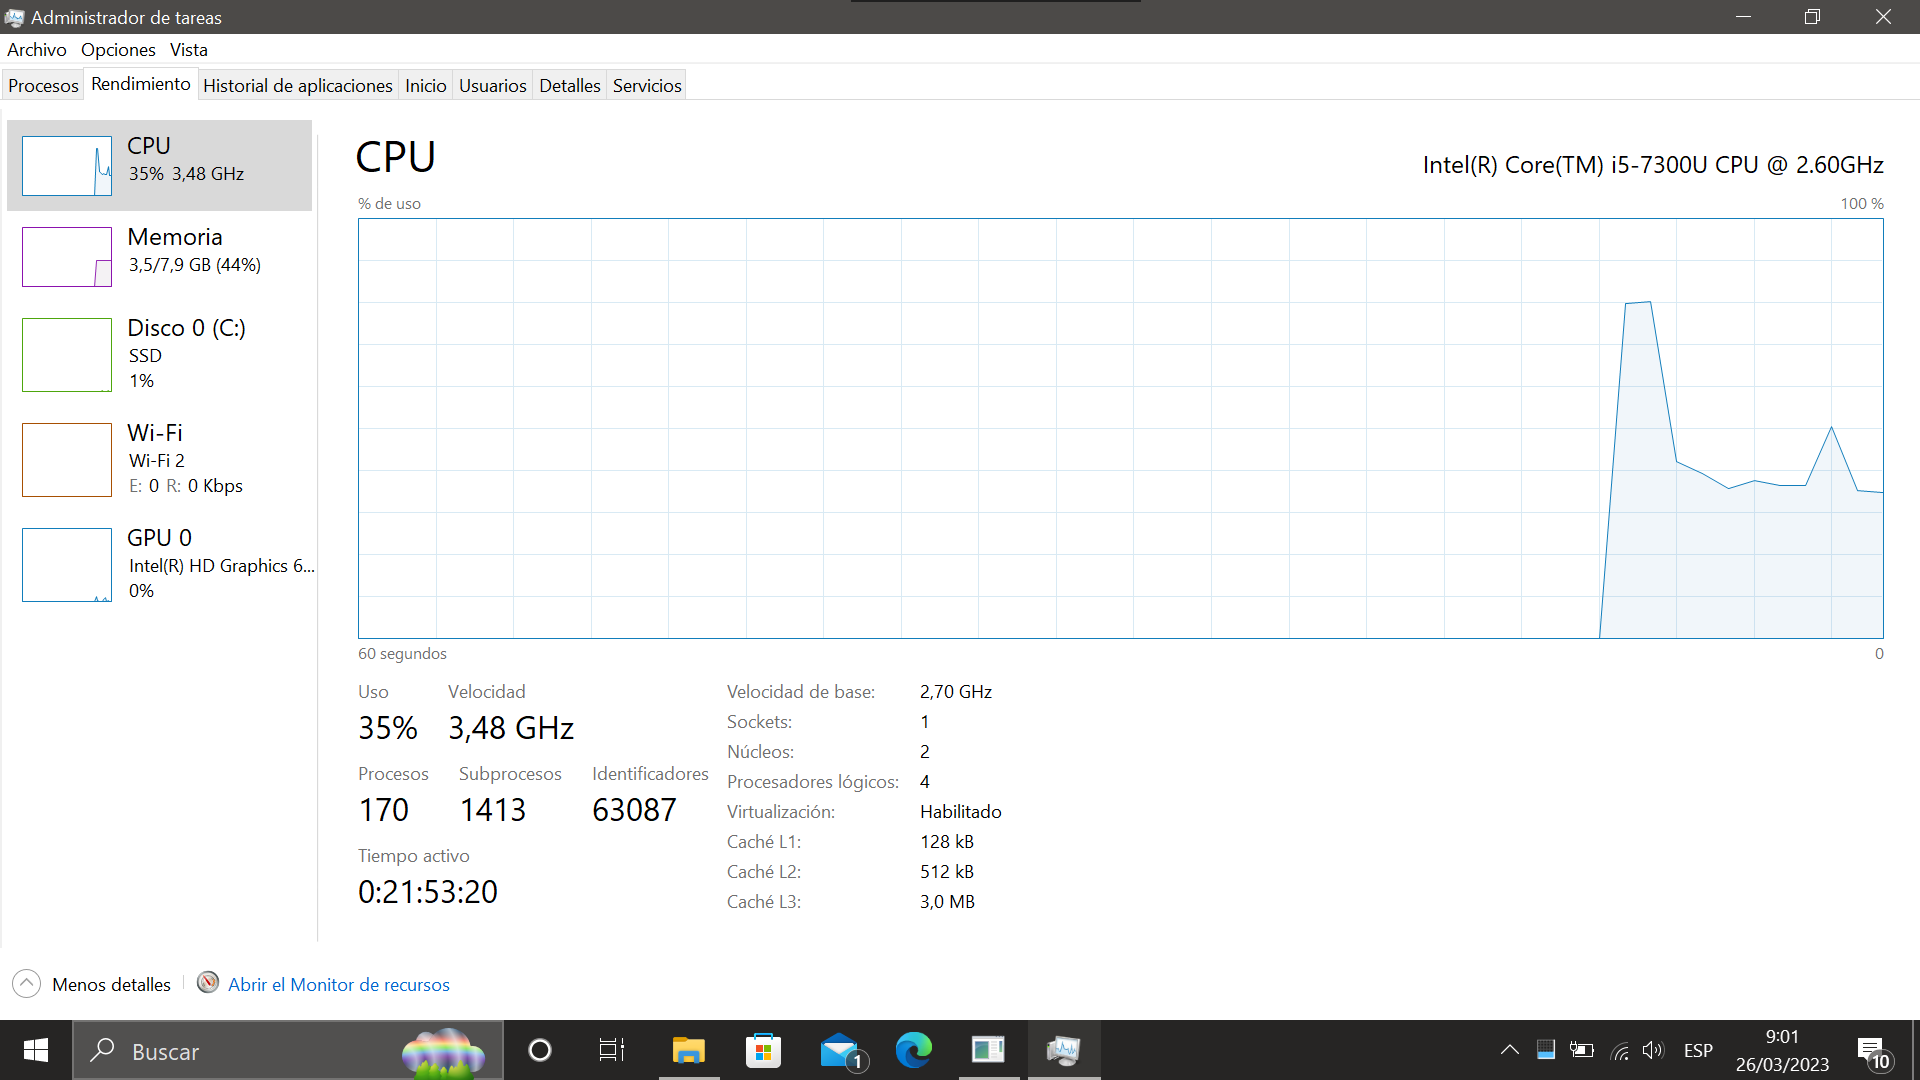 Administrador de tareas
Archivo Opciones Vista
Procesos Rendimiento Historial de aplicaciones Inicio Usuarios Detalles Servicios
CPU
35% 3,48 GHz
Memoria
3,5/7,9 GB (44%)
Disco 0 (C:)
SSD
1%
Wi-Fi
Wi-Fi 2
E: 0 R: 0 Kbps
GPU 0
Intel(R) HD Graphics 6...
0%
CPU
Intel(R) Core(TM) i5-7300U CPU @ 2.60GHz
% de uso 100 %
60 segundos 0
Uso Velocidad
35% 3,48 GHz
Procesos Subprocesos Identificadores
170 1413 63087
Tiempo activo
0:21:53:20
Velocidad de base: 2,70 GHz
Sockets: 1
Núcleos: 2
Procesadores lógicos: 4
Virtualización: Habilitado
Caché L1: 128 kB
Caché L2: 512 kB
Caché L3: 3,0 MB
Menos detalles Abrir el Monitor de recursos
Buscar
1
ESP
9:01
26/03/2023
10